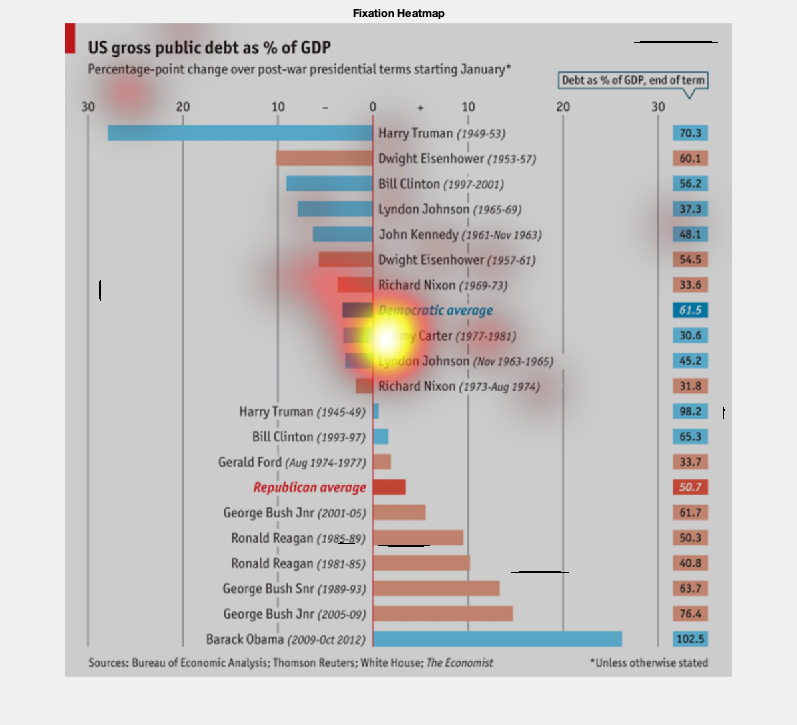 Fixation Heatmap
US gross public debt as % of GDP
Percentage-point change over post-war presidential terms starting January*
Debt as % of GDP, end of term
30 20 10 – 0 + 10 20 30
Harry Truman (1949-53) 70.3
Dwight Eisenhower (1953-57) 60.1
Bill Clinton (1997-2001) 56.2
Lyndon Johnson (1965-69) 37.3
John Kennedy (1961-Nov 1963) 48.1
Dwight Eisenhower (1957-61) 54.5
Richard Nixon (1969-73) 33.6
Democratic average 61.5
Carter (1977-1981) 30.6
Lyndon Johnson (Nov 1963-1965) 45.2
Richard Nixon (1973-Aug 1974) 31.8
Harry Truman (1945-49) 98.2
Bill Clinton (1993-97) 65.3
Gerald Ford (Aug 1974-1977) 33.7
Republican average 50.7
George Bush Jnr (2001-05) 61.7
Ronald Reagan (1985-89) 50.3
Ronald Reagan (1981-85) 40.8
George Bush Snr (1989-93) 63.7
George Bush Jnr (2005-09) 76.4
Barack Obama (2009-Oct 2012) 102.5
Sources: Bureau of Economic Analysis; Thomson Reuters; White House; The Economist *Unless otherwise stated